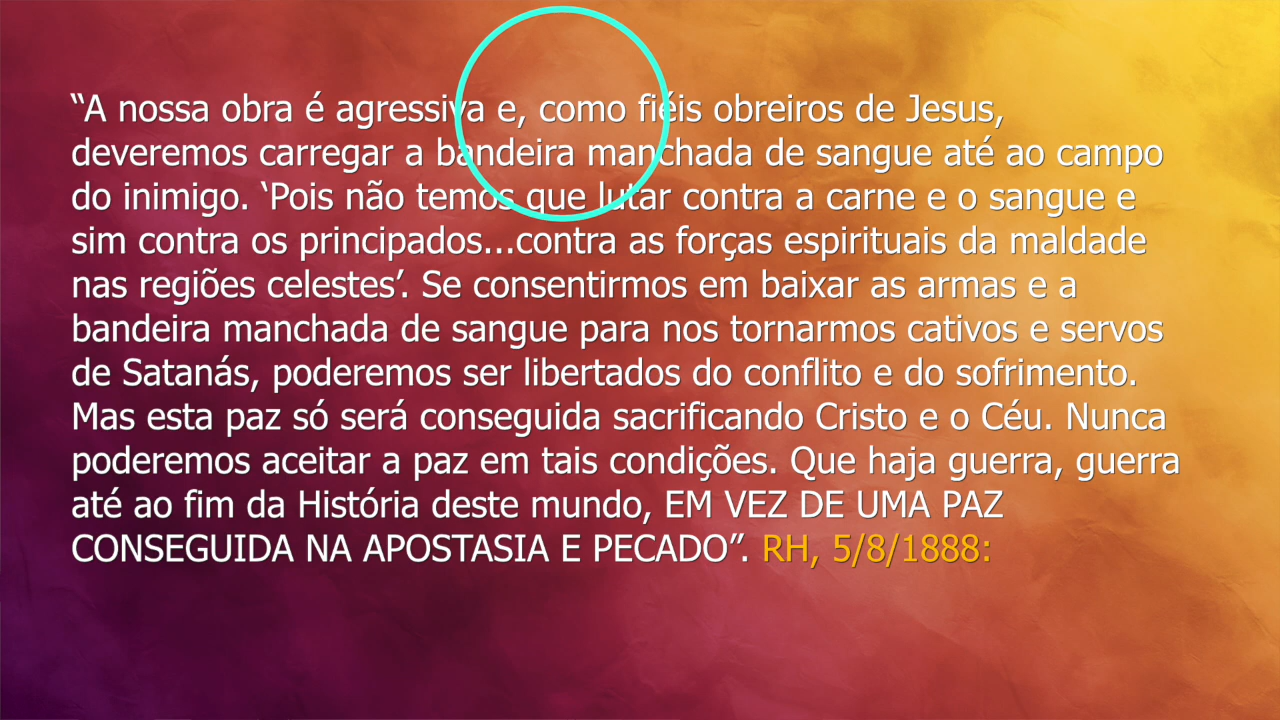 “A nossa obra é agressiva e, como fiéis obreiros de Jesus,
deveremos carregar a bandeira manchada de sangue até ao campo
do inimigo. ‘Pois não temos que lutar contra a carne e o sangue e
sim contra os principados...contra as forças espirituais da maldade
nas regiões celestes’. Se consentirmos em baixar as armas e a
bandeira manchada de sangue para nos tornarmos cativos e servos
de Satanás, poderemos ser libertados do conflito e do sofrimento.
Mas esta paz só será conseguida sacrificando Cristo e o Céu. Nunca
poderemos aceitar a paz em tais condições. Que haja guerra, guerra
até ao fim da História deste mundo, EM VEZ DE UMA PAZ
CONSEGUIDA NA APOSTASIA E PECADO”. RH, 5/8/1888: